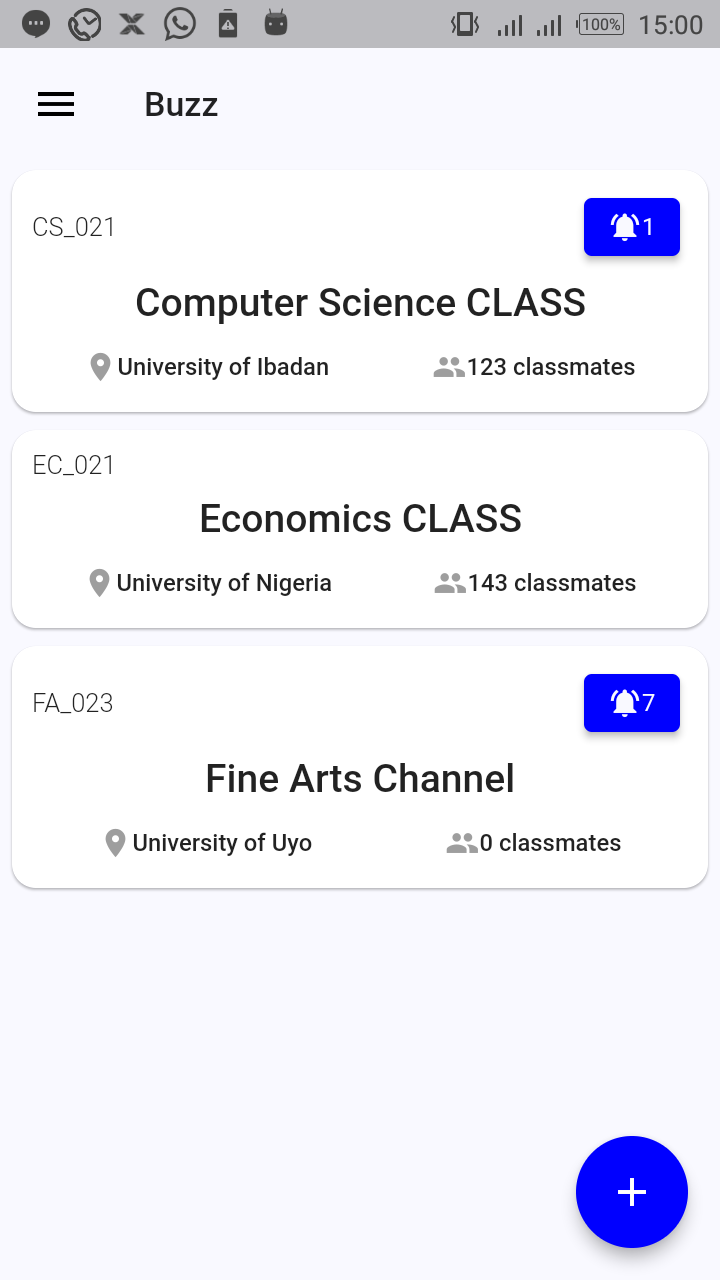 100% 15:00
Buzz
CS_021 1
Computer Science CLASS
University of Ibadan 123 classmates
EC_021
Economics CLASS
University of Nigeria 143 classmates
FA_023 7
Fine Arts Channel
University of Uyo 0 classmates
+